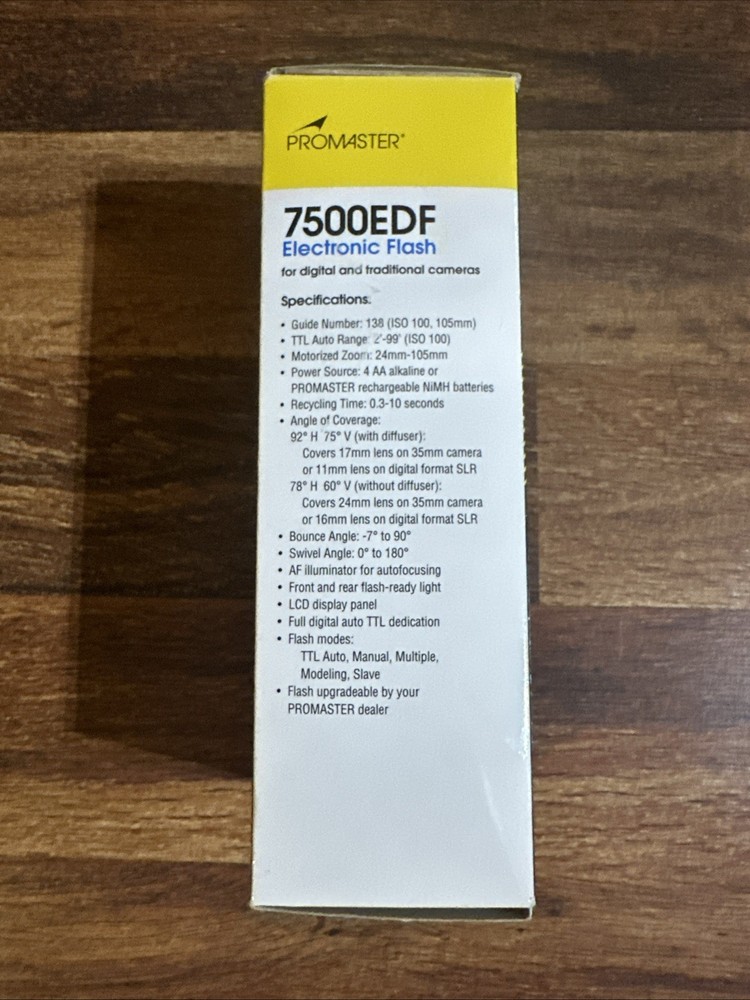 PROMASTER®
7500EDF
Electronic Flash
for digital and traditional cameras
Specifications:
• Guide Number: 138 (ISO 100, 105mm)
• TTL Auto Range: 2'-99' (ISO 100)
• Motorized Zoom: 24mm-105mm
• Power Source: 4 AA alkaline or
PROMASTER rechargeable NiMH batteries
• Recycling Time: 0.3-10 seconds
• Angle of Coverage:
92° H 75° V (with diffuser):
Covers 17mm lens on 35mm camera
or 11mm lens on digital format SLR
78° H 60° V (without diffuser):
Covers 24mm lens on 35mm camera
or 16mm lens on digital format SLR
• Bounce Angle: -7° to 90°
• Swivel Angle: 0° to 180°
• AF illuminator for autofocusing
• Front and rear flash-ready light
• LCD display panel
• Full digital auto TTL dedication
• Flash modes:
TTL Auto, Manual, Multiple,
Modeling, Slave
• Flash upgradeable by your
PROMASTER dealer